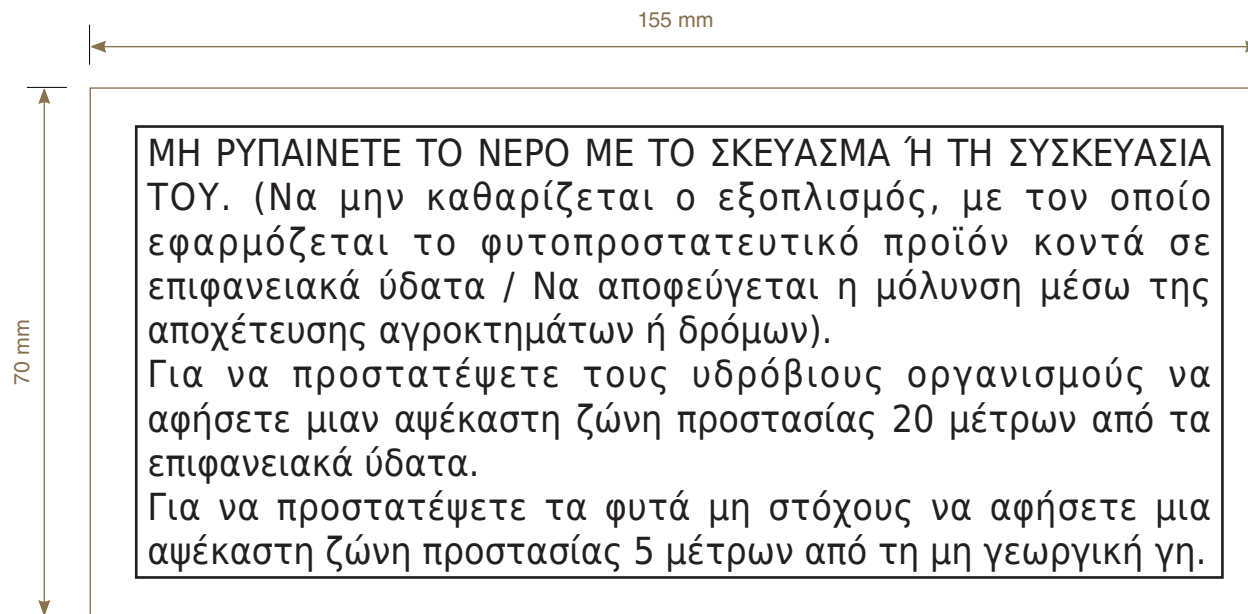 155 mm
70 mm
ΜΗ ΡΥΠΑΙΝΕΤΕ ΤΟ ΝΕΡΟ ΜΕ ΤΟ ΣΚΕΥΑΣΜΑ Ή ΤΗ ΣΥΣΚΕΥΑΣΙΑ
ΤΟΥ. (Να μην καθαρίζεται ο εξοπλισμός, με τον οποίο
εφαρμόζεται το φυτοπροστατευτικό προϊόν κοντά σε
επιφανειακά ύδατα / Να αποφεύγεται η μόλυνση μέσω της
αποχέτευσης αγροκτημάτων ή δρόμων).
Για να προστατέψετε τους υδρόβιους οργανισμούς να
αφήσετε μιαν αψέκαστη ζώνη προστασίας 20 μέτρων από τα
επιφανειακά ύδατα.
Για να προστατέψετε τα φυτά μη στόχους να αφήσετε μια
αψέκαστη ζώνη προστασίας 5 μέτρων από τη μη γεωργική γη.